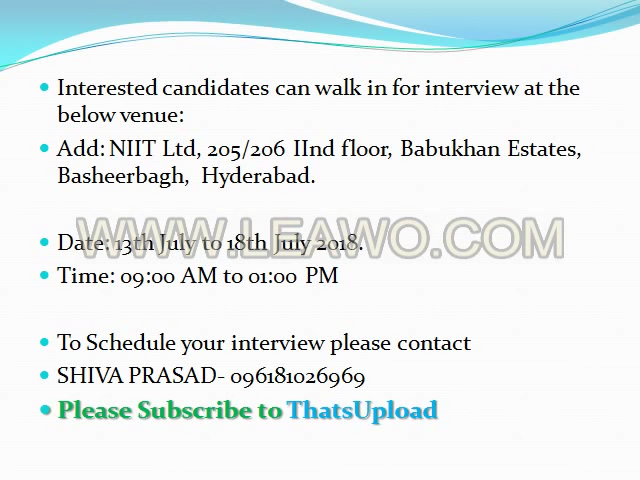 • Interested candidates can walk in for interview at the
below venue:
• Add: NIIT Ltd, 205/206 IInd floor, Babukhan Estates,
Basheerbagh, Hyderabad.
WWW.LEAWO.COM
• Date: 13th July to 18th July 2018.
• Time: 09:00 AM to 01:00 PM
• To Schedule your interview please contact
• SHIVA PRASAD- 096181026969
• Please Subscribe to ThatsUpload